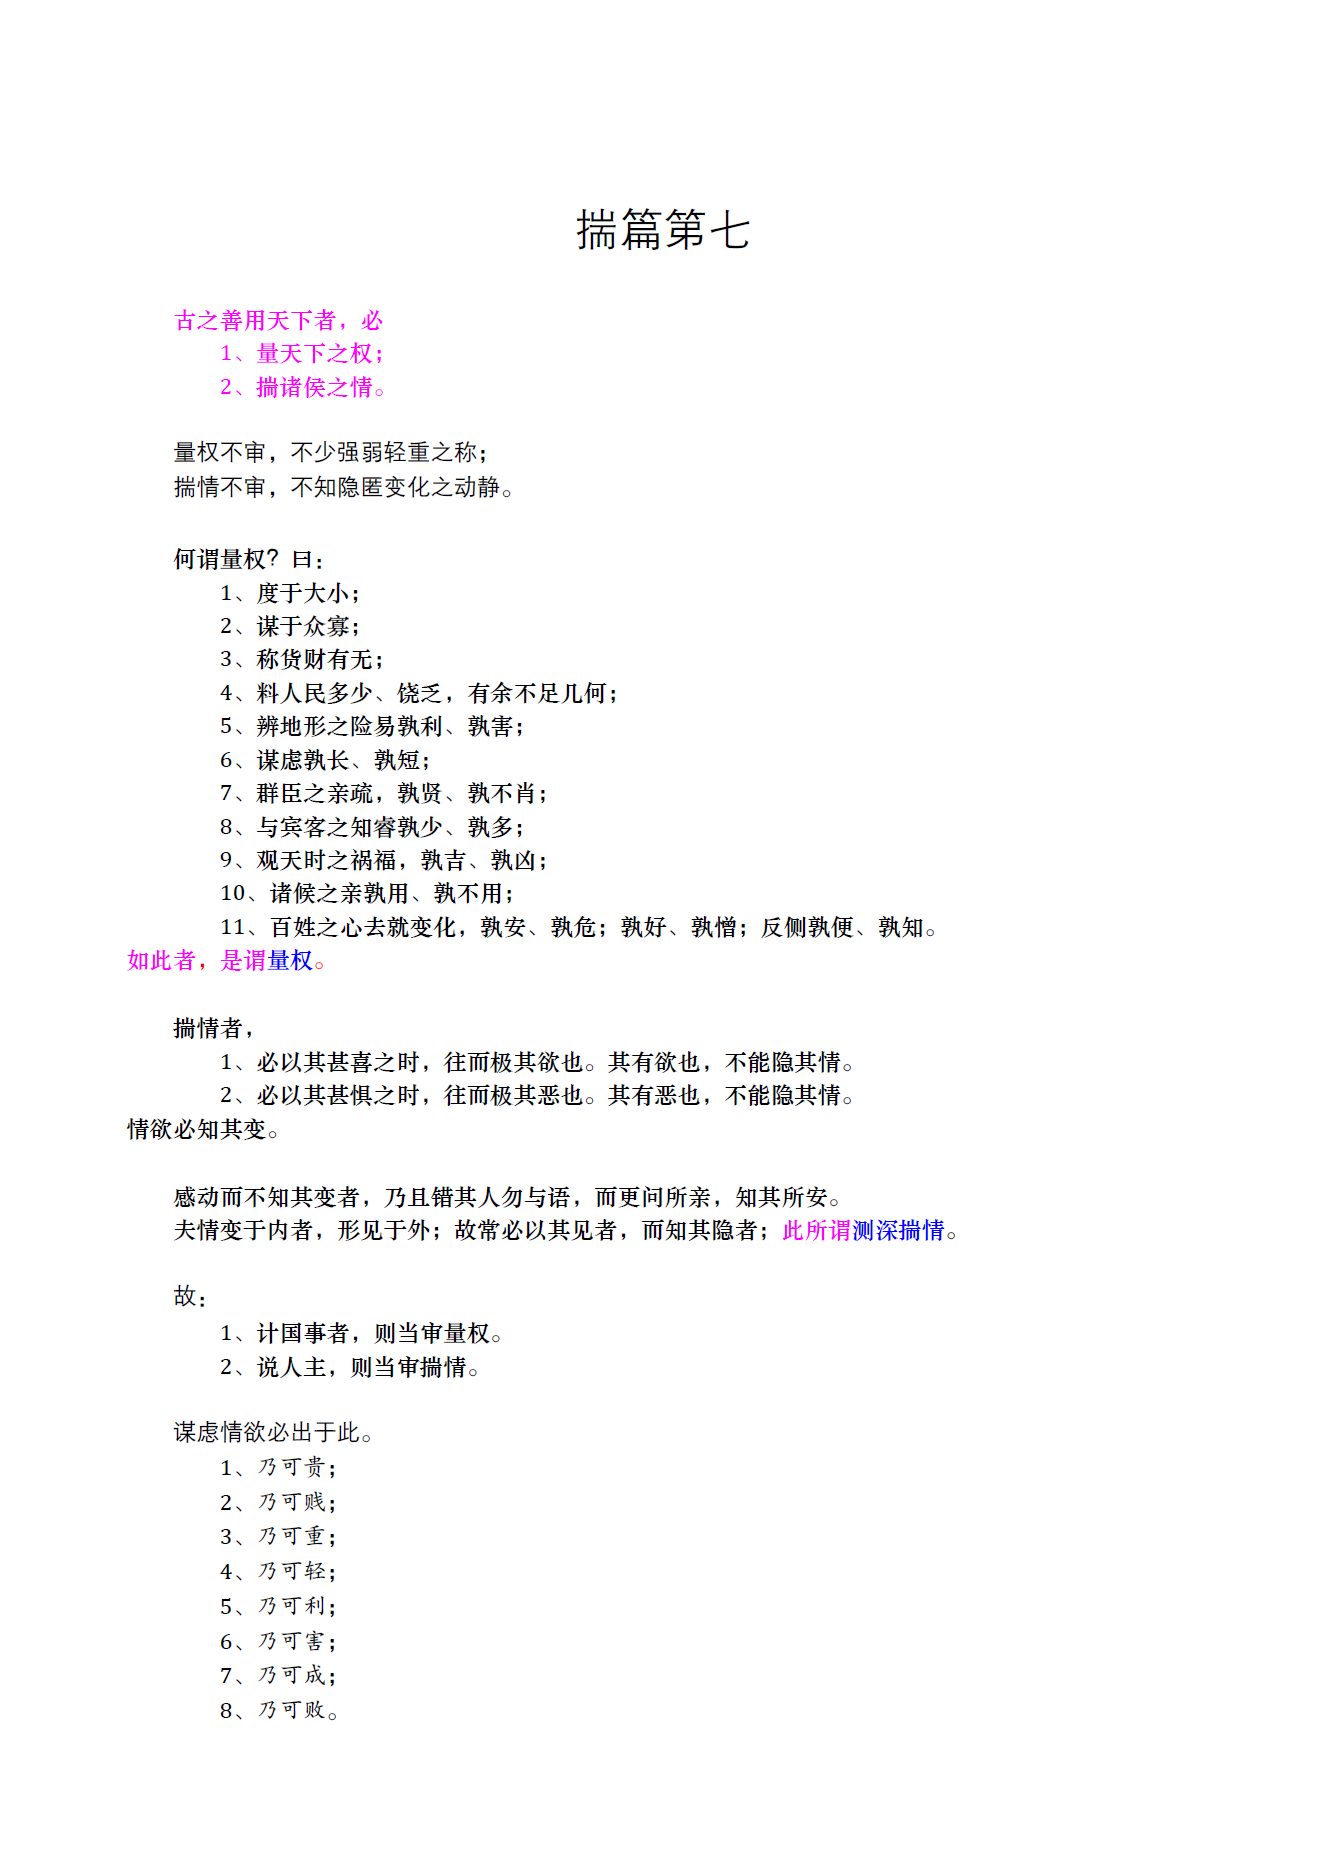 揣篇第七
古之善用天下者，必
1、量天下之权；
2、揣诸侯之情。
量权不审，不少强弱轻重之称；
揣情不审，不知隐匿变化之动静。
何谓量权？曰：
1、度于大小；
2、谋于众寡；
3、称货财有无；
4、料人民多少、饶乏，有余不足几何；
5、辨地形之险易孰利、孰害；
6、谋虑孰长、孰短；
7、群臣之亲疏，孰贤、孰不肖；
8、与宾客之知睿孰少、孰多；
9、观天时之祸福，孰吉、孰凶；
10、诸候之亲孰用、孰不用；
11、百姓之心去就变化，孰安、孰危；孰好、孰憎；反侧孰便、孰知。
如此者，是谓量权。
揣情者，
1、必以其甚喜之时，往而极其欲也。其有欲也，不能隐其情。
2、必以其甚惧之时，往而极其恶也。其有恶也，不能隐其情。
情欲必知其变。
感动而不知其变者，乃且错其人勿与语，而更问所亲，知其所安。
夫情变于内者，形见于外；故常必以其见者，而知其隐者；此所谓测深揣情。
故：
1、计国事者，则当审量权。
2、说人主，则当审揣情。
谋虑情欲必出于此。
1、乃可贵；
2、乃可贱；
3、乃可重；
4、乃可轻；
5、乃可利；
6、乃可害；
7、乃可成；
8、乃可败。